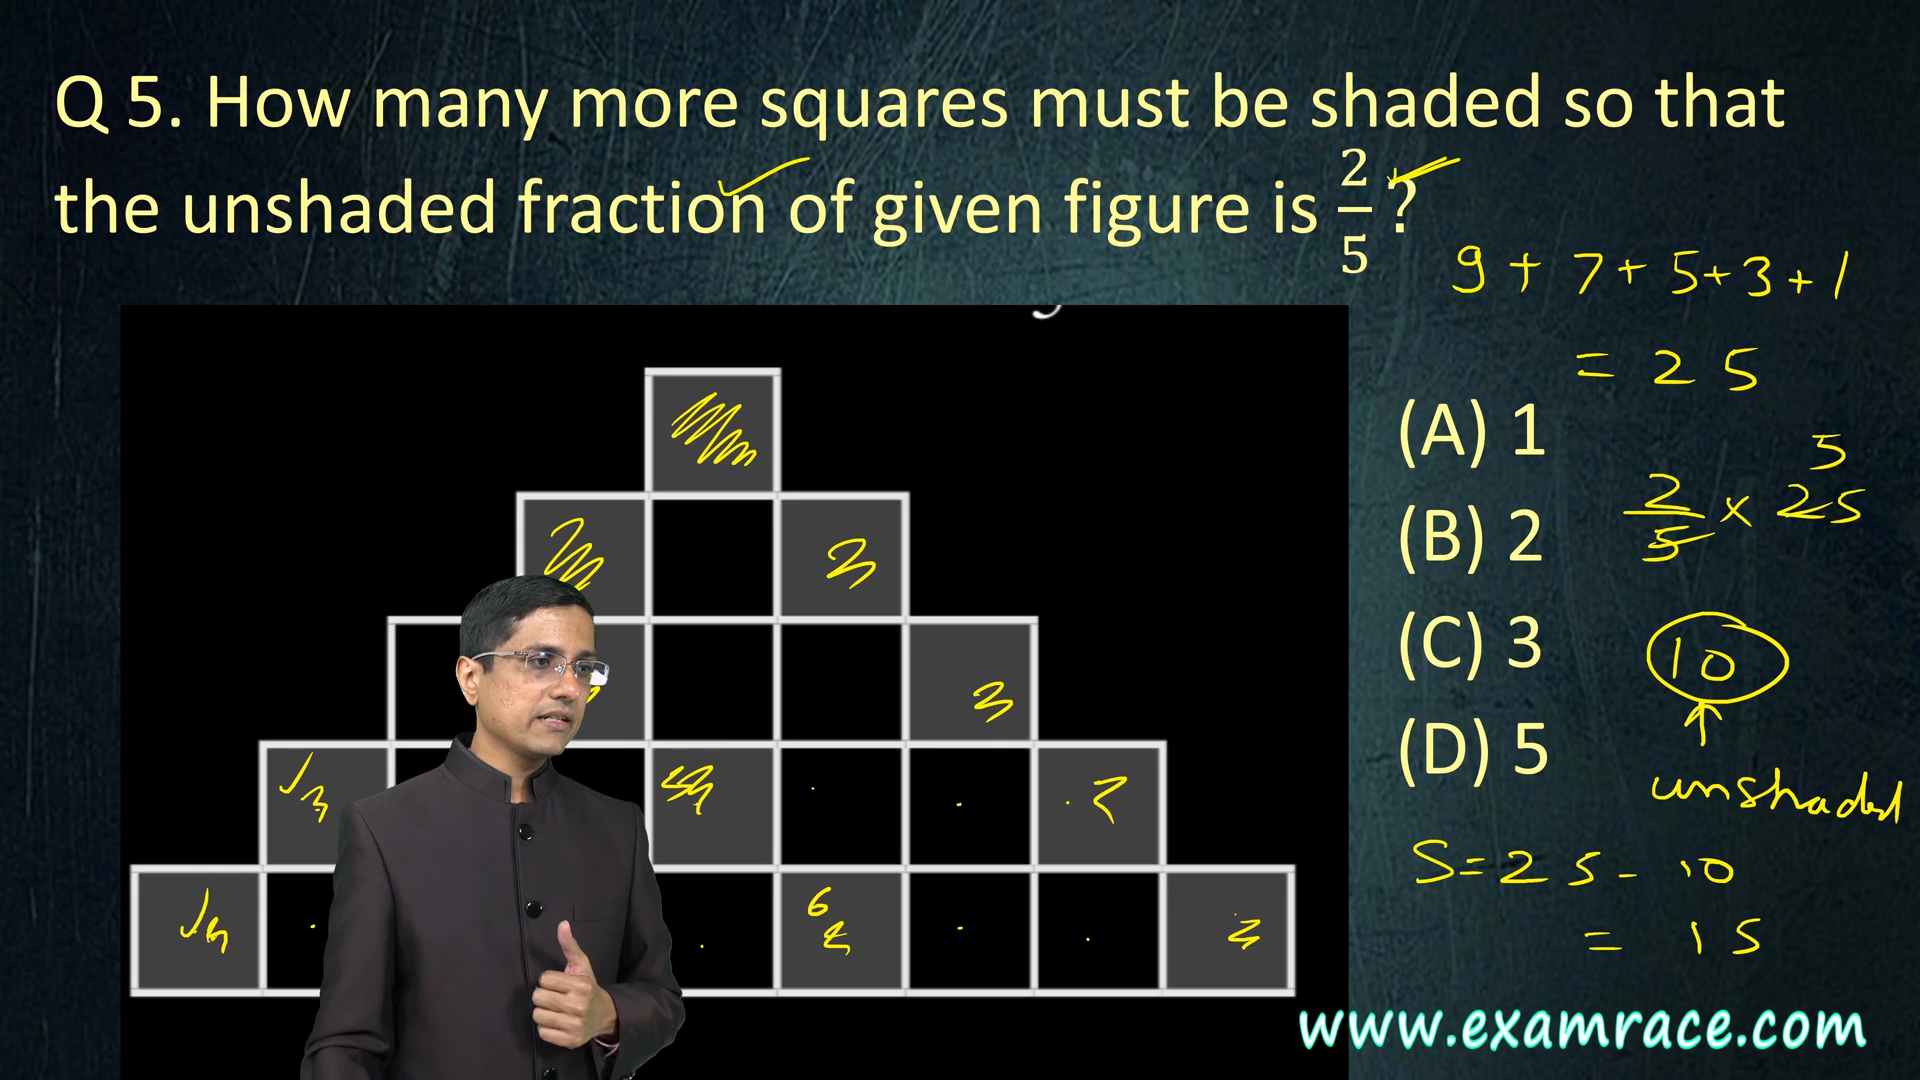 Q 5. How many more squares must be shaded so that
the unshaded fraction of given figure is 2/5 ?
9 + 7 + 5 + 3 + 1
= 25
(A) 1
(B) 2
(C) 3
(D) 5
5
2/5 × 25
10
unshaded
S = 25 - 10
= 15
6
www.examrace.com